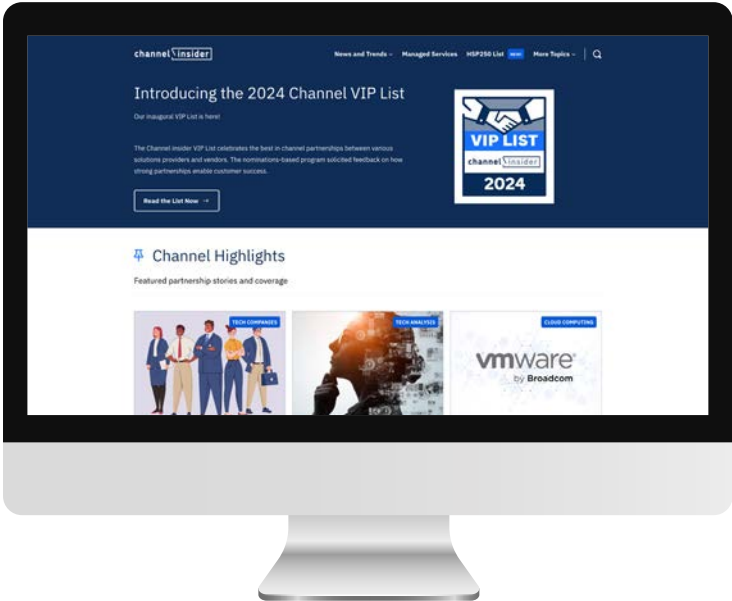 channel insider
News and Trends Managed Services HSP250 List NEW! More Topics
Introducing the 2024 Channel VIP List
Our inaugural VIP List is here!
The Channel Insider VIP List celebrates the best in channel partnerships between various
solutions providers and vendors. The nominations-based program solicited feedback on how
strong partnerships enable customer success.
Read the List Now →
VIP LIST
channel insider
2024
Channel Highlights
Featured partnership stories and coverage
TECH COMPANIES
TECH ANALYSIS
CLOUD COMPUTING
vmware®
by Broadcom